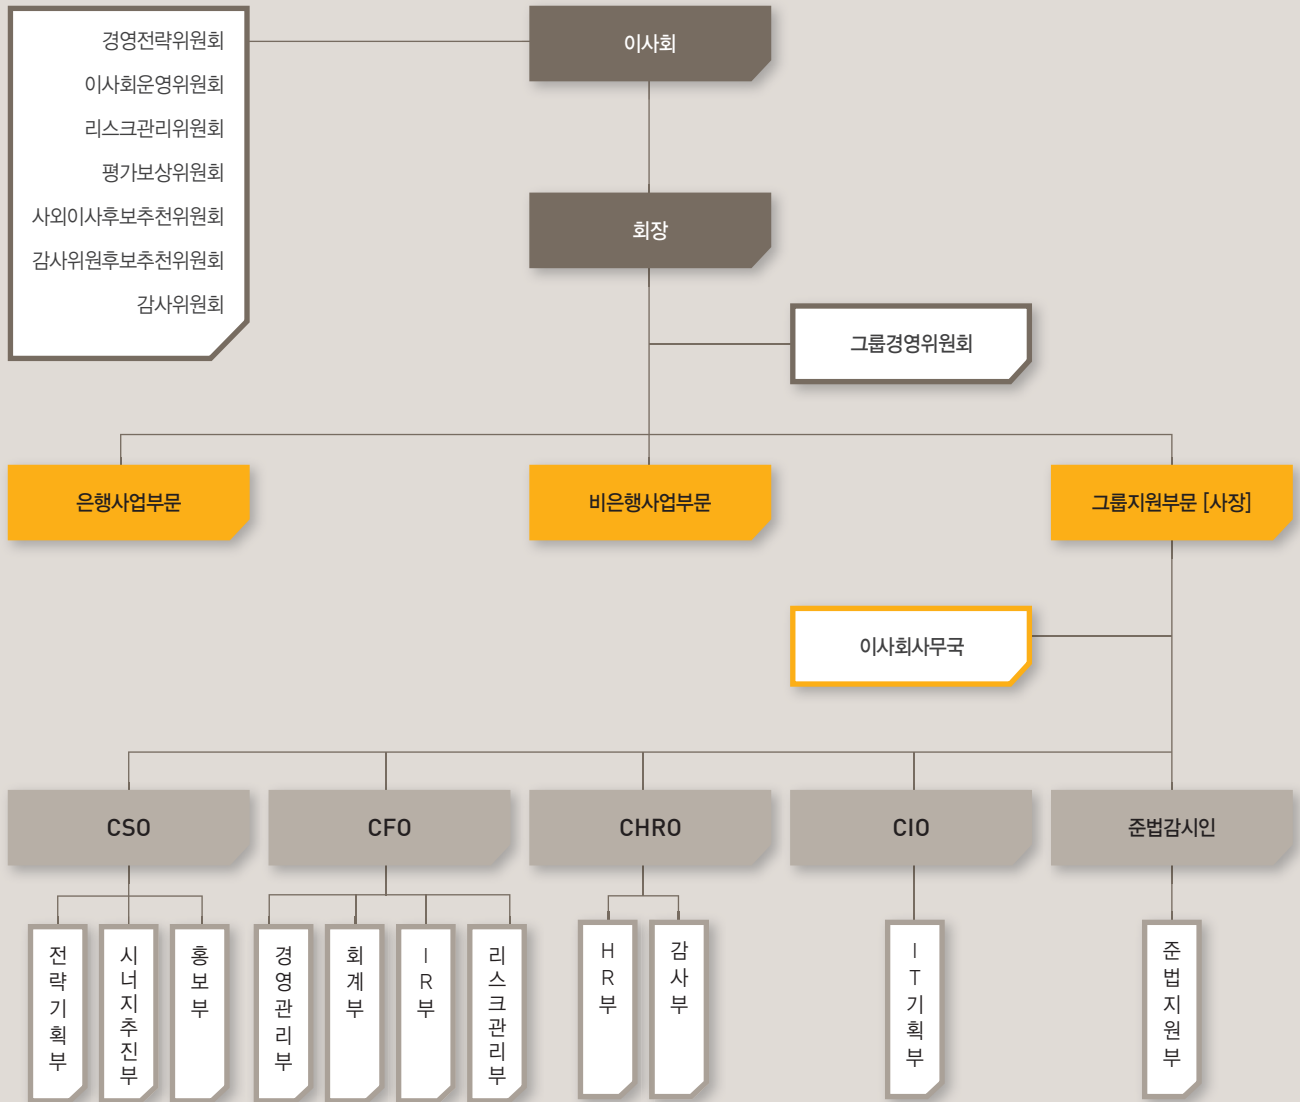 경영전략위원회
이사회운영위원회
리스크관리위원회
평가보상위원회
사외이사후보추천위원회
감사위원후보추천위원회
감사위원회
이사회
회장
그룹경영위원회
은행사업부문
비은행사업부문
그룹지원부문 [사장]
이사회사무국
CSO
CFO
CHRO
CIO
준법감시인
전략기획부
시너지추진부
홍보부
경영관리부
회계부
IR부
리스크관리부
HR부
감사부
IT기획부
준법지원부